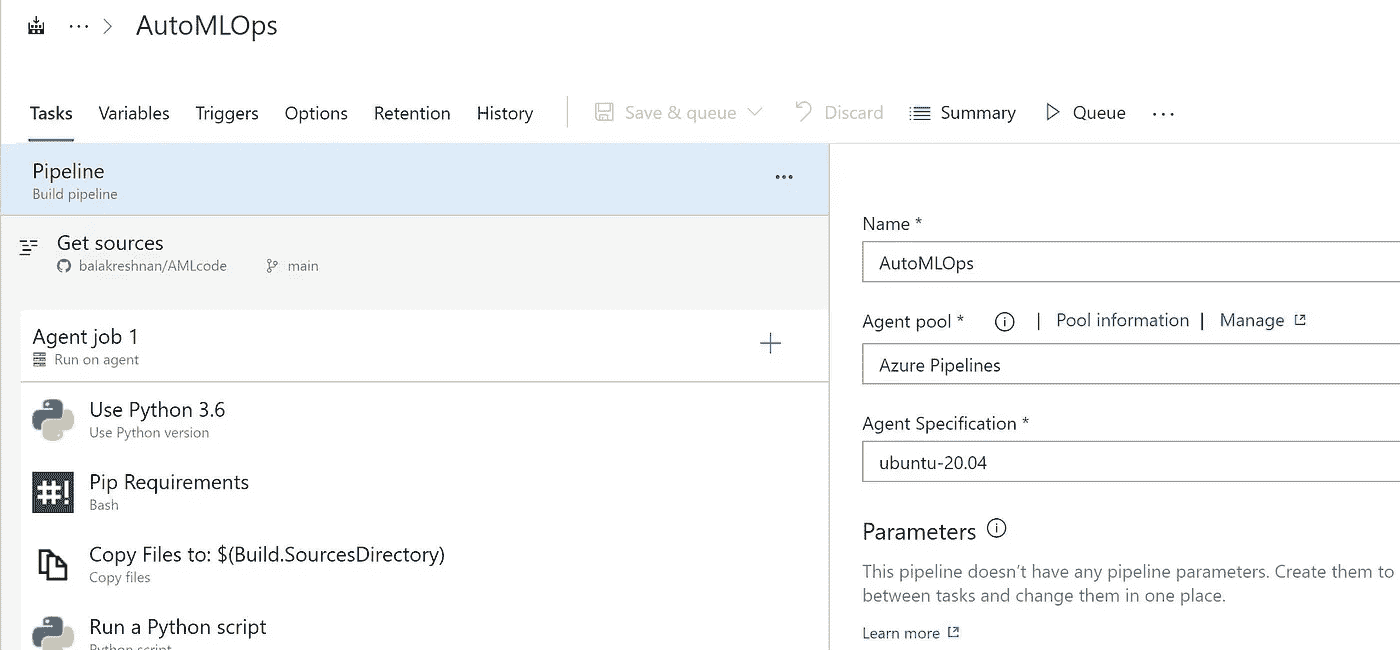 ··· > AutoMLOps
Tasks Variables Triggers Options Retention History Save & queue Discard Summary Queue ···
Pipeline ···
Build pipeline
Get sources
balakreshnan/AMLcode main
Agent job 1 +
Run on agent
Use Python 3.6
Use Python version
#! Pip Requirements
Bash
Copy Files to: $(Build.SourcesDirectory)
Copy files
Run a Python script
Python script
Name *
AutoMLOps
Agent pool * | Pool information | Manage
Azure Pipelines
Agent Specification *
ubuntu-20.04
Parameters
This pipeline doesn't have any pipeline parameters. Create them to
between tasks and change them in one place.
Learn more